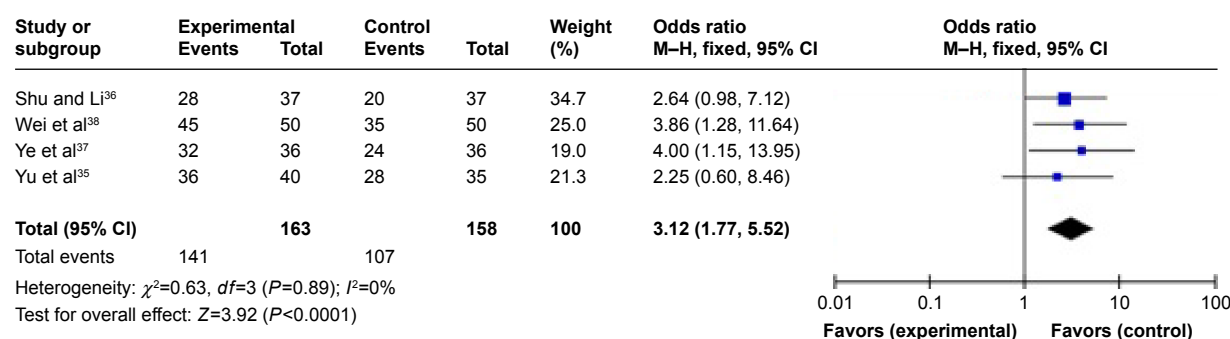 Study or subgroup Experimental Control Weight (%) Odds ratio M–H, fixed, 95% CI Odds ratio M–H, fixed, 95% CI
Events Total Events Total
Shu and Li³⁶ 28 37 20 37 34.7 2.64 (0.98, 7.12)
Wei et al³⁸ 45 50 35 50 25.0 3.86 (1.28, 11.64)
Ye et al³⁷ 32 36 24 36 19.0 4.00 (1.15, 13.95)
Yu et al³⁵ 36 40 28 35 21.3 2.25 (0.60, 8.46)
Total (95% CI) 163 158 100 3.12 (1.77, 5.52)
Total events 141 107
Heterogeneity: χ²=0.63, df=3 (P=0.89); I²=0%
Test for overall effect: Z=3.92 (P<0.0001)
0.01 0.1 1 10 100
Favors (experimental) Favors (control)